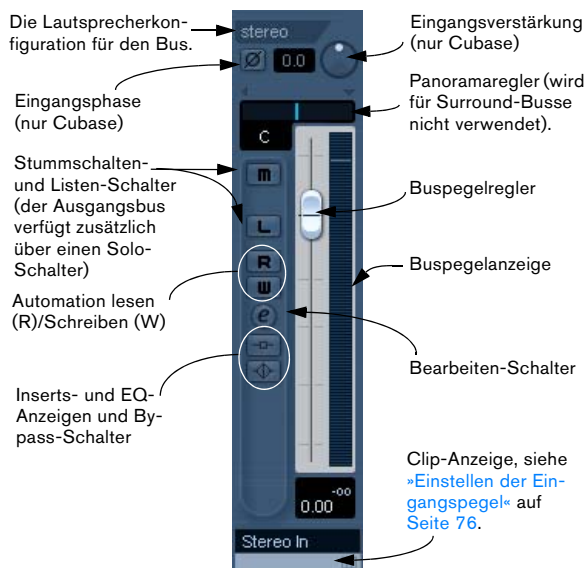 Die Lautsprecherkon-
figuration für den Bus.
Eingangsphase
(nur Cubase)
Stummschalten-
und Listen-Schalter
(der Ausgangsbus
verfügt zusätzlich
über einen Solo-
Schalter)
Automation lesen
(R)/Schreiben (W)
Inserts- und EQ-
Anzeigen und By-
pass-Schalter
stereo
0.0
C
m
L
R
W
e
-oo
0.00
Stereo In
Eingangsverstärkung
(nur Cubase)
Panoramaregler (wird
für Surround-Busse
nicht verwendet).
Buspegelregler
Buspegelanzeige
Bearbeiten-Schalter
Clip-Anzeige, siehe
»Einstellen der Ein-
gangspegel« auf
Seite 76.